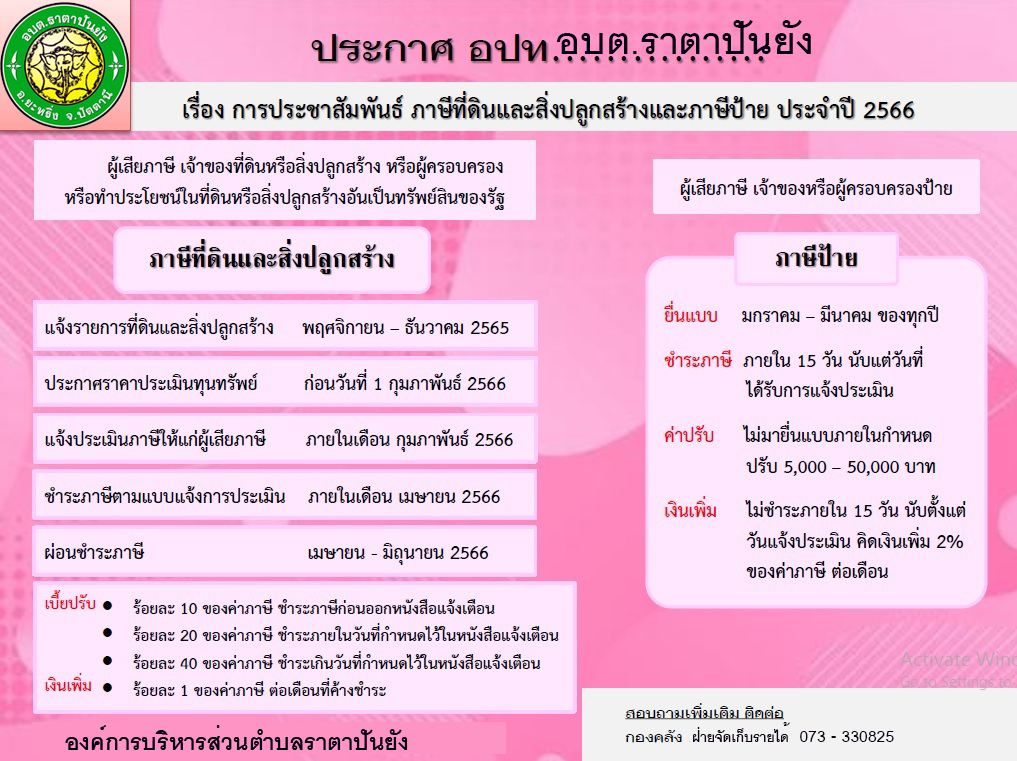 อบต.ราตาปันยัง
อ.ยะหริ่ง จ.ปัตตานี
ประกาศ อปท.อบต.ราตาปันยัง
เรื่อง การประชาสัมพันธ์ ภาษีที่ดินและสิ่งปลูกสร้างและภาษีป้าย ประจำปี 2566
ผู้เสียภาษี เจ้าของที่ดินหรือสิ่งปลูกสร้าง หรือผู้ครอบครอง
หรือทำประโยชน์ในที่ดินหรือสิ่งปลูกสร้างอันเป็นทรัพย์สินของรัฐ
ภาษีที่ดินและสิ่งปลูกสร้าง
แจ้งรายการที่ดินและสิ่งปลูกสร้าง พฤศจิกายน – ธันวาคม 2565
ประกาศราคาประเมินทุนทรัพย์ ก่อนวันที่ 1 กุมภาพันธ์ 2566
แจ้งประเมินภาษีให้แก่ผู้เสียภาษี ภายในเดือน กุมภาพันธ์ 2566
ชำระภาษีตามแบบแจ้งการประเมิน ภายในเดือน เมษายน 2566
ผ่อนชำระภาษี เมษายน - มิถุนายน 2566
เบี้ยปรับ ● ร้อยละ 10 ของค่าภาษี ชำระภาษีก่อนออกหนังสือแจ้งเตือน
● ร้อยละ 20 ของค่าภาษี ชำระภายในวันที่กำหนดไว้ในหนังสือแจ้งเตือน
● ร้อยละ 40 ของค่าภาษี ชำระเกินวันที่กำหนดไว้ในหนังสือแจ้งเตือน
เงินเพิ่ม ● ร้อยละ 1 ของค่าภาษี ต่อเดือนที่ค้างชำระ
องค์การบริหารส่วนตำบลราตาปันยัง
ผู้เสียภาษี เจ้าของหรือผู้ครอบครองป้าย
ภาษีป้าย
ยื่นแบบ มกราคม – มีนาคม ของทุกปี
ชำระภาษี ภายใน 15 วัน นับแต่วันที่
ได้รับการแจ้งประเมิน
ค่าปรับ ไม่มายื่นแบบภายในกำหนด
ปรับ 5,000 – 50,000 บาท
เงินเพิ่ม ไม่ชำระภายใน 15 วัน นับตั้งแต่
วันแจ้งประเมิน คิดเงินเพิ่ม 2%
ของค่าภาษี ต่อเดือน
Activate Win
Go to Settings to
สอบถามเพิ่มเติม ติดต่อ
กองคลัง ฝ่ายจัดเก็บรายได้ 073 - 330825